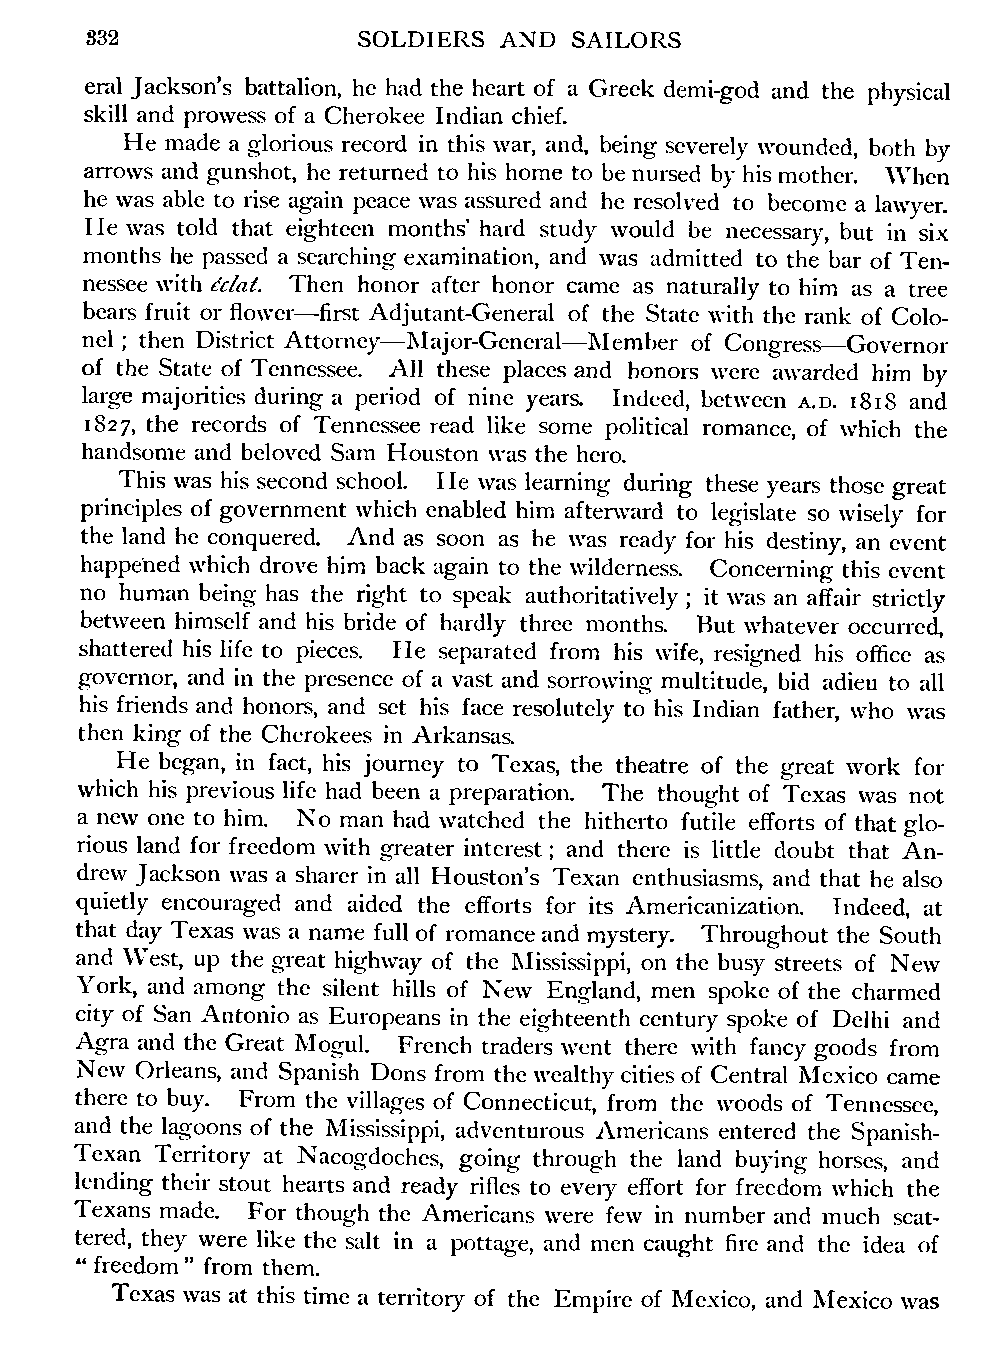 332 SOLDIERS AND SAILORS
eral Jackson's battalion, he had the heart of a Greek demi-god and the physical
skill and prowess of a Cherokee Indian chief.
He made a glorious record in this war, and, being severely wounded, both by
arrows and gunshot, he returned to his home to be nursed by his mother. When
he was able to rise again peace was assured and he resolved to become a lawyer.
He was told that eighteen months' hard study would be necessary, but in six
months he passed a searching examination, and was admitted to the bar of Ten-
nessee with éclat. Then honor after honor came as naturally to him as a tree
bears fruit or flower—first Adjutant-General of the State with the rank of Colo-
nel ; then District Attorney—Major-General—Member of Congress—Governor
of the State of Tennessee. All these places and honors were awarded him by
large majorities during a period of nine years. Indeed, between A.D. 1818 and
1827, the records of Tennessee read like some political romance, of which the
handsome and beloved Sam Houston was the hero.
This was his second school. He was learning during these years those great
principles of government which enabled him afterward to legislate so wisely for
the land he conquered. And as soon as he was ready for his destiny, an event
happened which drove him back again to the wilderness. Concerning this event
no human being has the right to speak authoritatively ; it was an affair strictly
between himself and his bride of hardly three months. But whatever occurred,
shattered his life to pieces. He separated from his wife, resigned his office as
governor, and in the presence of a vast and sorrowing multitude, bid adieu to all
his friends and honors, and set his face resolutely to his Indian father, who was
then king of the Cherokees in Arkansas.
He began, in fact, his journey to Texas, the theatre of the great work for
which his previous life had been a preparation. The thought of Texas was not
a new one to him. No man had watched the hitherto futile efforts of that glo-
rious land for freedom with greater interest ; and there is little doubt that An-
drew Jackson was a sharer in all Houston's Texan enthusiasms, and that he also
quietly encouraged and aided the efforts for its Americanization. Indeed, at
that day Texas was a name full of romance and mystery. Throughout the South
and West, up the great highway of the Mississippi, on the busy streets of New
York, and among the silent hills of New England, men spoke of the charmed
city of San Antonio as Europeans in the eighteenth century spoke of Delhi and
Agra and the Great Mogul. French traders went there with fancy goods from
New Orleans, and Spanish Dons from the wealthy cities of Central Mexico came
there to buy. From the villages of Connecticut, from the woods of Tennessee,
and the lagoons of the Mississippi, adventurous Americans entered the Spanish-
Texan Territory at Nacogdoches, going through the land buying horses, and
lending their stout hearts and ready rifles to every effort for freedom which the
Texans made. For though the Americans were few in number and much scat-
tered, they were like the salt in a pottage, and men caught fire and the idea of
“ freedom ” from them.
Texas was at this time a territory of the Empire of Mexico, and Mexico was